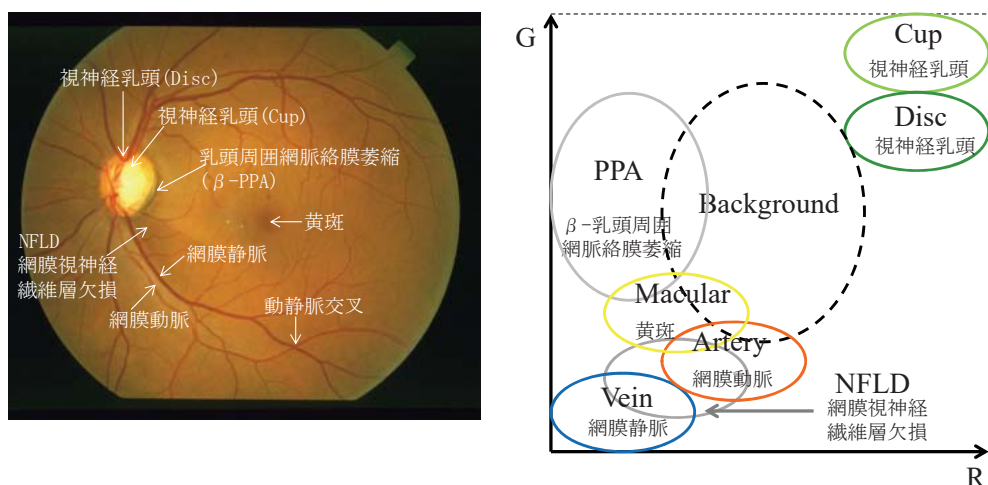 視神経乳頭(Disc)
視神経乳頭(Cup)
乳頭周囲網脈絡膜萎縮
(β-PPA)
黄斑
NFLD
網膜視神経
繊維層欠損
網膜静脈
網膜動脈
動静脈交叉
G
Cup
視神経乳頭
Disc
視神経乳頭
PPA
β-乳頭周囲
網脈絡膜萎縮
Background
Macular
黄斑
Artery
網膜動脈
Vein
網膜静脈
NFLD
網膜視神経
繊維層欠損
R